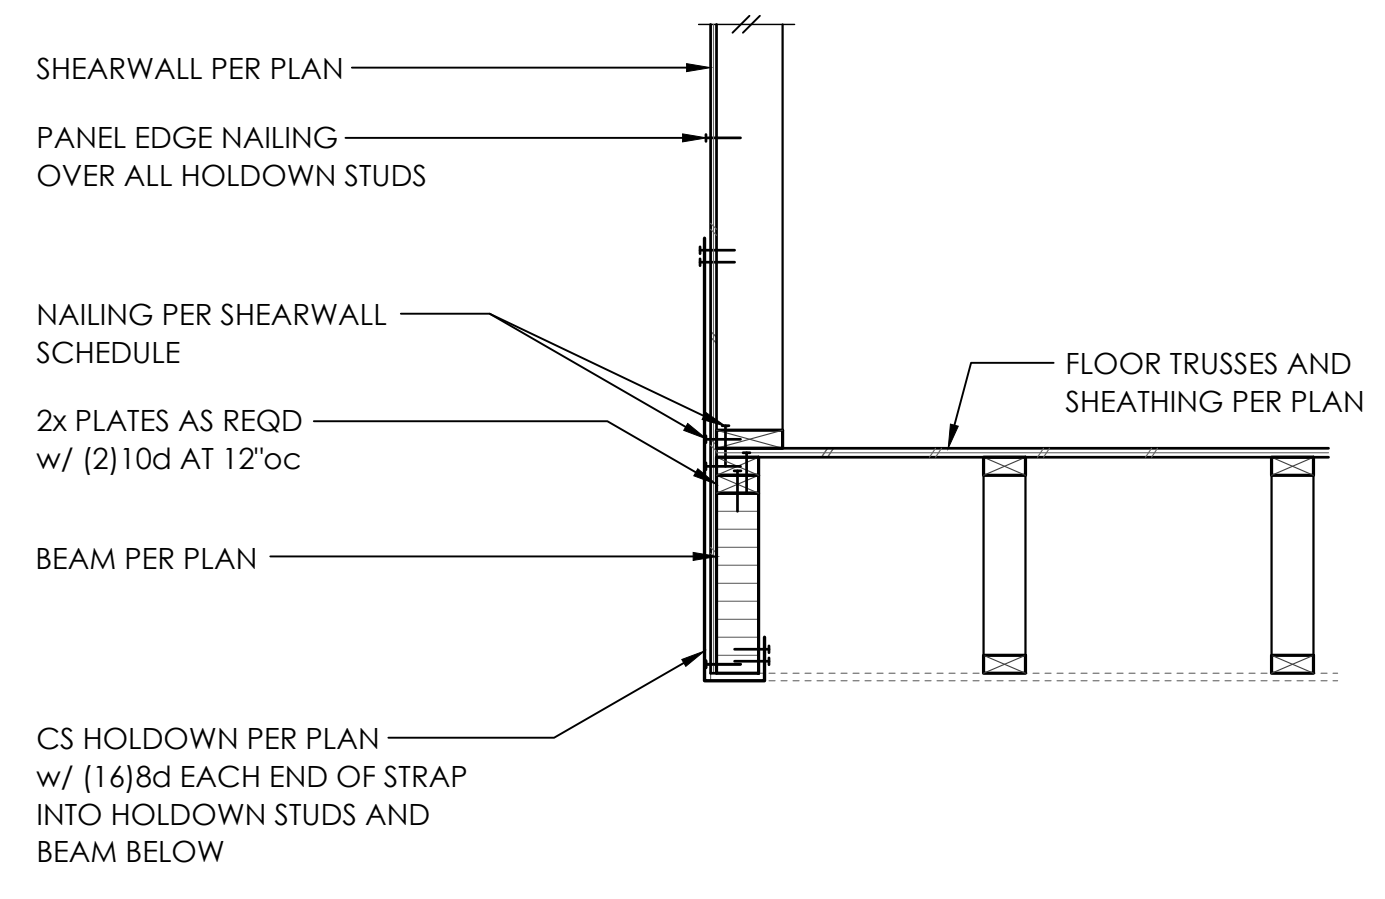 SHEARWALL PER PLAN
PANEL EDGE NAILING
OVER ALL HOLDOWN STUDS
NAILING PER SHEARWALL
SCHEDULE
2x PLATES AS REQD
w/ (2)10d AT 12"oc
BEAM PER PLAN
CS HOLDOWN PER PLAN
w/ (16)8d EACH END OF STRAP
INTO HOLDOWN STUDS AND
BEAM BELOW
FLOOR TRUSSES AND
SHEATHING PER PLAN